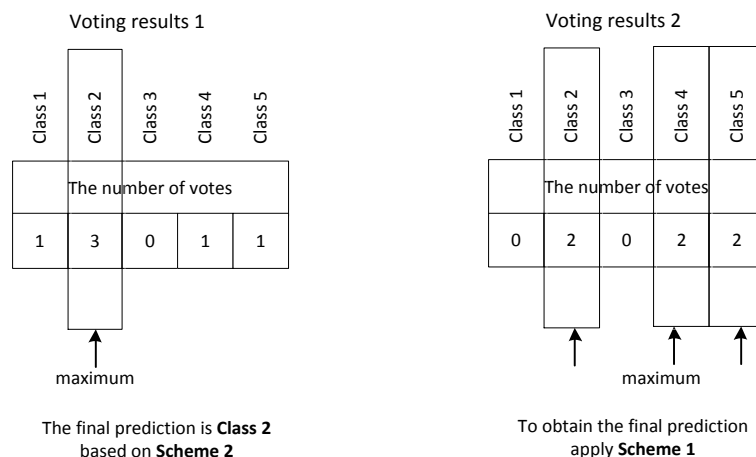 Voting results 1
Class 1
Class 2
Class 3
Class 4
Class 5
The number of votes
1 3 0 1 1
maximum
The final prediction is Class 2
based on Scheme 2
Voting results 2
Class 1
Class 2
Class 3
Class 4
Class 5
The number of votes
0 2 0 2 2
maximum
To obtain the final prediction
apply Scheme 1